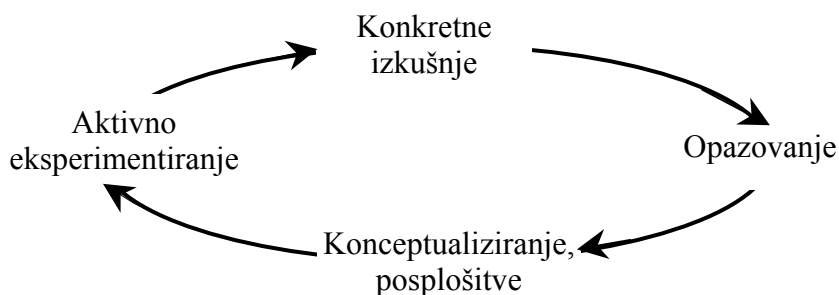 Konkretne
izkušnje
Aktivno
eksperimentiranje
Opazovanje
Konceptualiziranje,
posplošitve